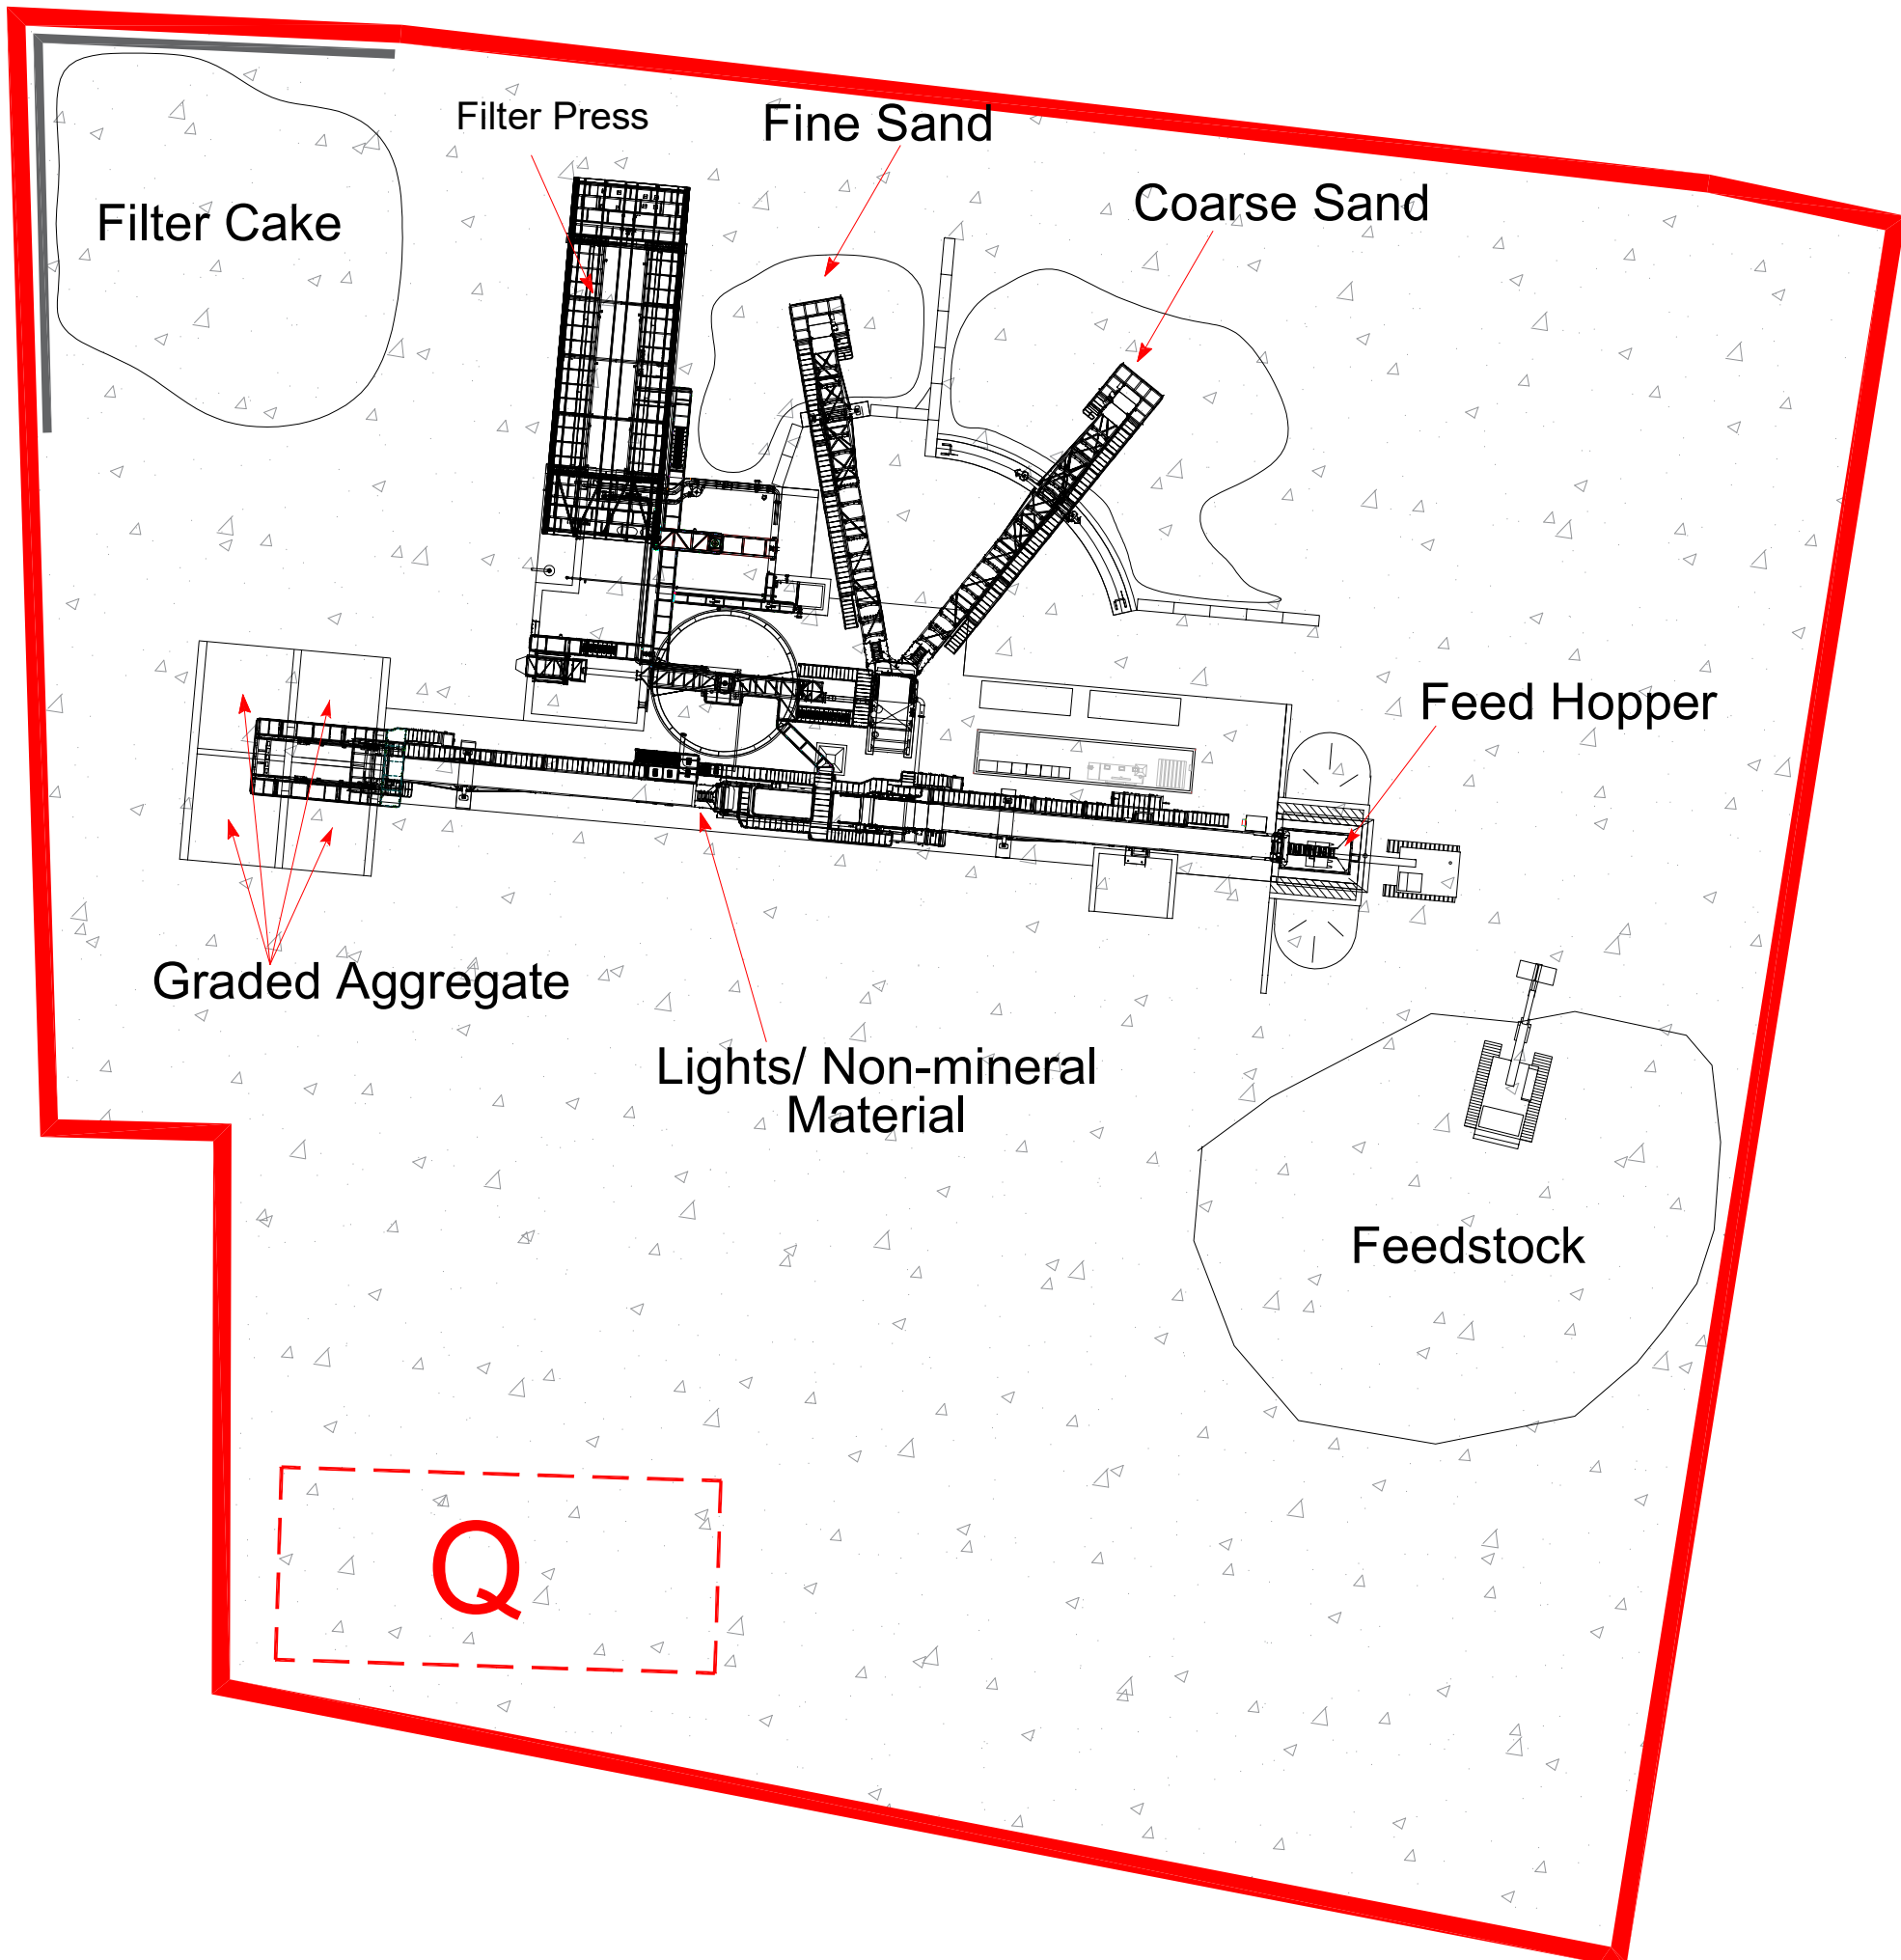 Filter Press
Fine Sand
Coarse Sand
Filter Cake
Feed Hopper
Graded Aggregate
Lights/ Non-mineral
Material
Feedstock
Q